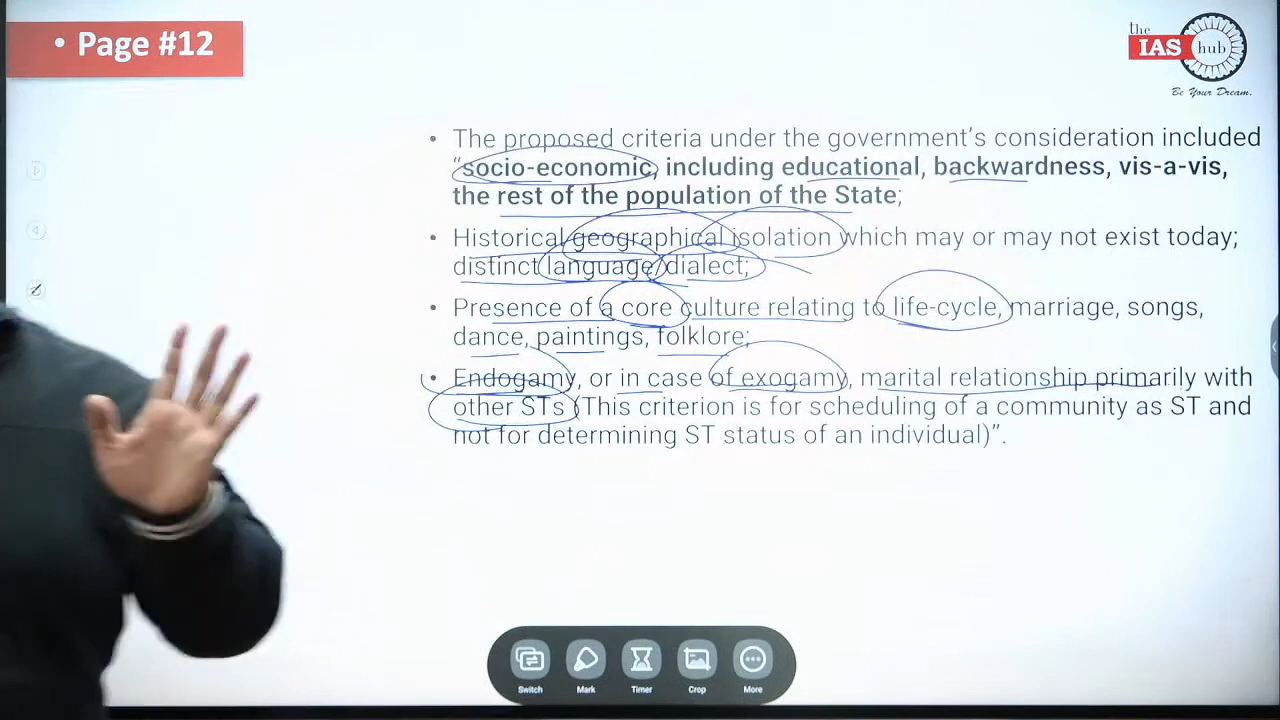 • Page #12
the
IAS hub
Be Your Dream.
• The proposed criteria under the government's consideration included
"socio-economic, including educational, backwardness, vis-a-vis,
the rest of the population of the State;
• Historical geographical isolation which may or may not exist today;
distinct language/dialect;
• Presence of a core culture relating to life-cycle, marriage, songs,
dance, paintings, folklore;
• Endogamy, or in case of exogamy, marital relationship primarily with
other STs (This criterion is for scheduling of a community as ST and
not for determining ST status of an individual)".
Switch Mark Timer Crop More